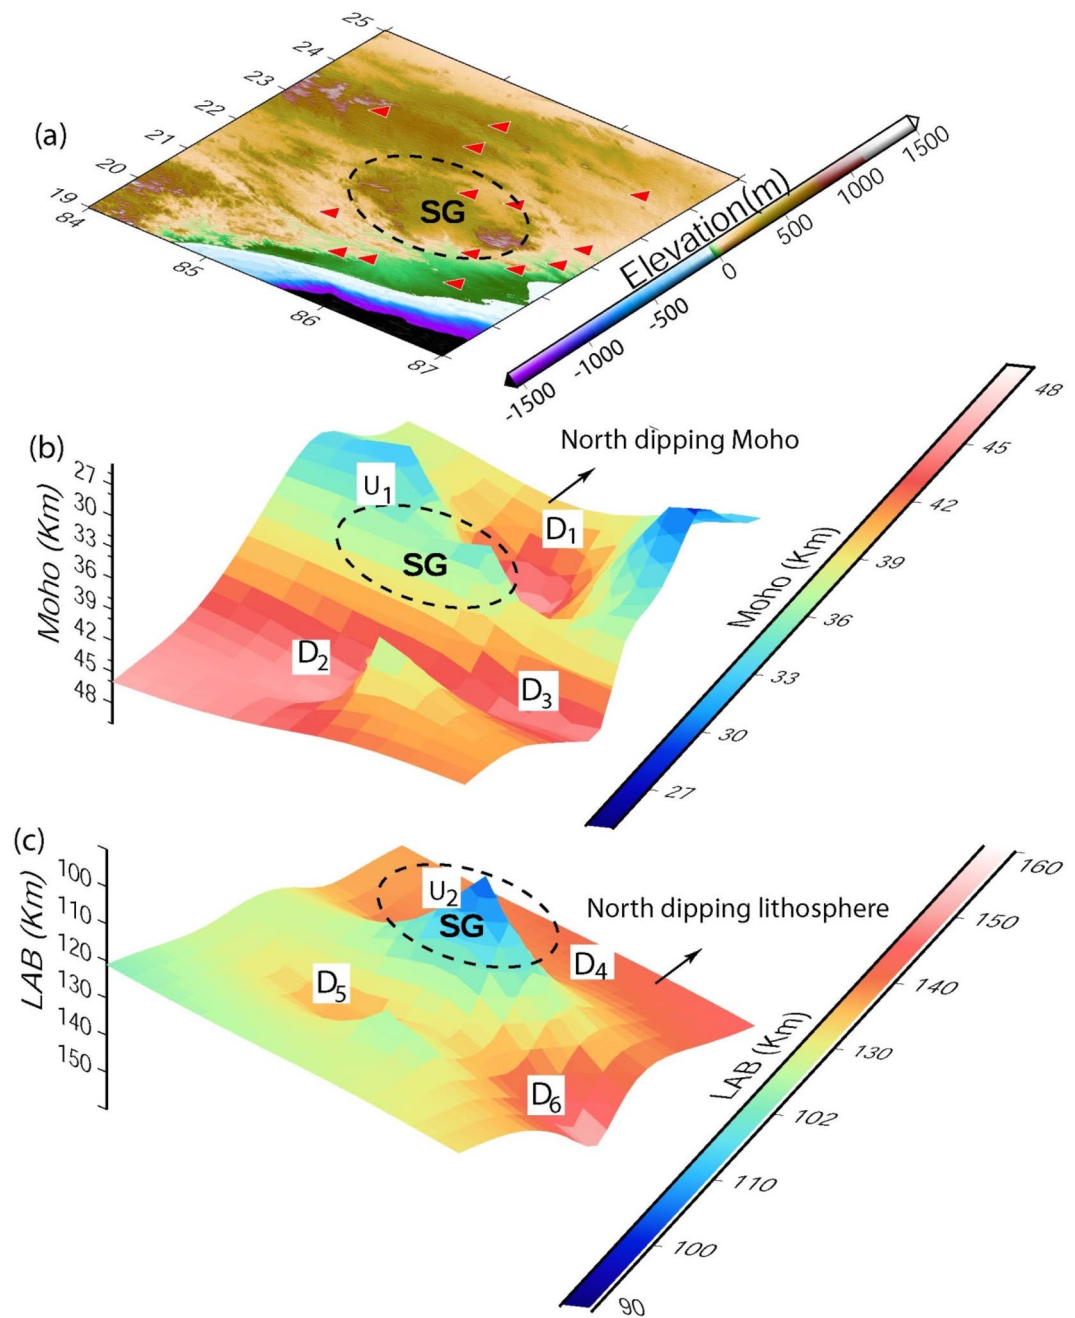 (a)
25
24
23
22
21
20
19
84
85
86
87
SG
Elevation(m)
1500
1000
500
0
-500
-1000
-1500
(b)
North dipping Moho
Moho (Km)
27
30
33
36
39
42
45
48
U1
D1
SG
D2
D3
Moho (Km)
48
45
42
39
36
33
30
27
(c)
North dipping lithosphere
LAB (Km)
100
110
120
130
140
150
U2
SG
D4
D5
D6
LAB (Km)
160
150
140
130
102
110
100
90